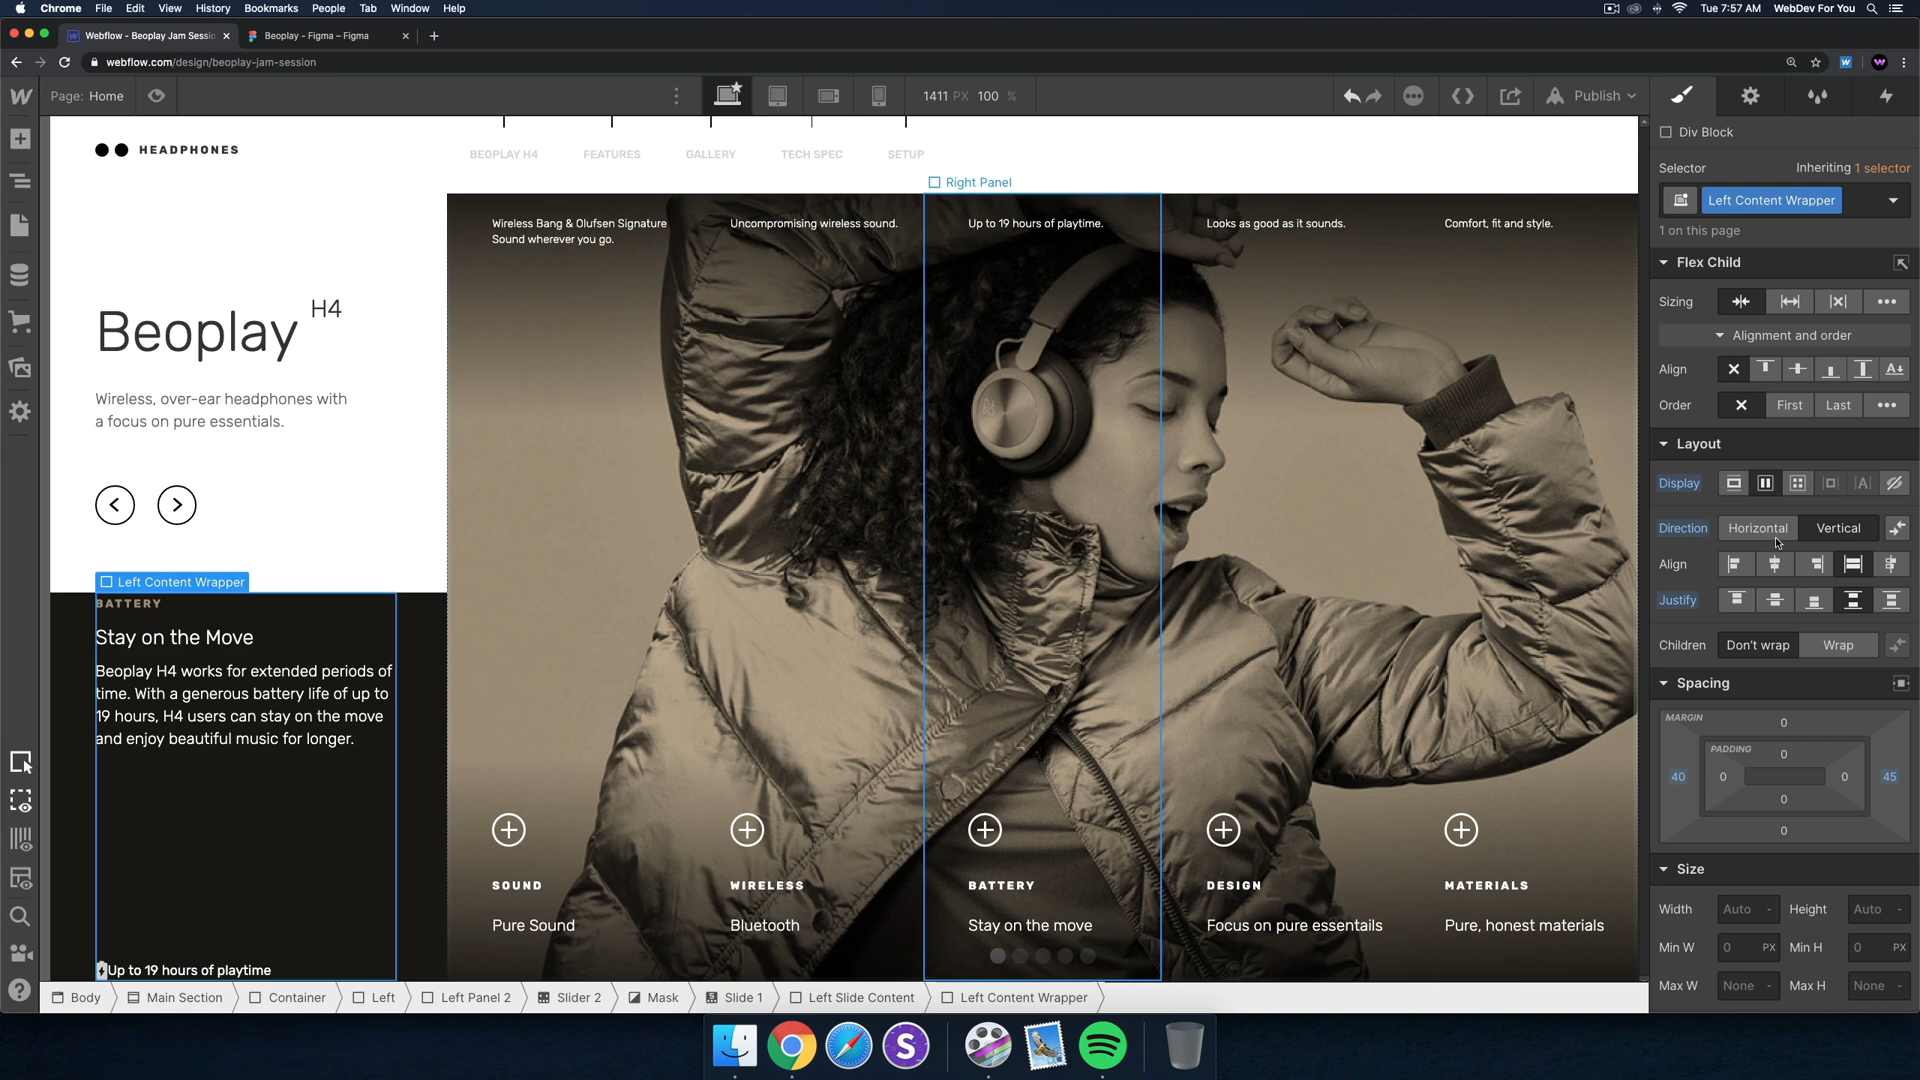 Chrome File Edit View History Bookmarks People Tab Window Help
Tue 7:57 AM WebDev For You
Webflow - Beoplay Jam Sessio
Beoplay - Figma – Figma
webflow.com/design/beoplay-jam-session
Page: Home
1411 PX 100 %
Publish
HEADPHONES
BEOPLAY H4
FEATURES
GALLERY
TECH SPEC
SETUP
Right Panel
Wireless Bang & Olufsen Signature
Sound wherever you go.
Uncompromising wireless sound.
Up to 19 hours of playtime.
Looks as good as it sounds.
Comfort, fit and style.
Beoplay H4
Wireless, over-ear headphones with
a focus on pure essentials.
Left Content Wrapper
BATTERY
Stay on the Move
Beoplay H4 works for extended periods of
time. With a generous battery life of up to
19 hours, H4 users can stay on the move
and enjoy beautiful music for longer.
Up to 19 hours of playtime
SOUND
Pure Sound
WIRELESS
Bluetooth
BATTERY
Stay on the move
DESIGN
Focus on pure essentails
MATERIALS
Pure, honest materials
Body
Main Section
Container
Left
Left Panel 2
Slider 2
Mask
Slide 1
Left Slide Content
Left Content Wrapper
Div Block
Selector
Inheriting 1 selector
Left Content Wrapper
1 on this page
Flex Child
Sizing
Alignment and order
Align
Order First Last
Layout
Display
Direction Horizontal Vertical
Align
Justify
Children Don't wrap Wrap
Spacing
MARGIN
0
PADDING
0
40 0 0 45
0
0
Size
Width Auto - Height Auto -
Min W 0 PX Min H 0 PX
Max W None - Max H None -